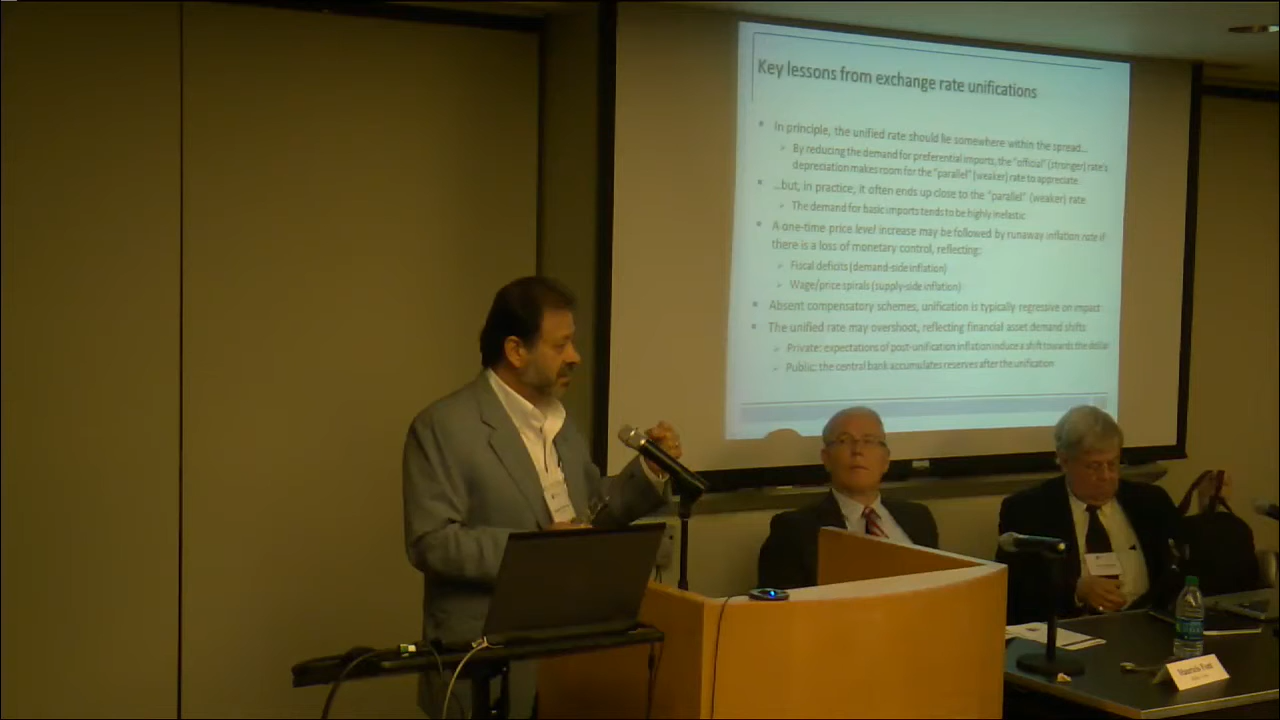 Key lessons from exchange rate unifications
• In principle, the unified rate should lie somewhere within the spread...
➢ By reducing the demand for preferential imports, the "official" (stronger) rate's
depreciation makes room for the "parallel" (weaker) rate to appreciate
• ...but, in practice, it often ends up close to the "parallel" (weaker) rate
➢ The demand for basic imports tends to be highly inelastic
• A one-time price level increase may be followed by runaway inflation rate if
there is a loss of monetary control, reflecting:
➢ Fiscal deficits (demand-side inflation)
➢ Wage/price spirals (supply-side inflation)
• Absent compensatory schemes, unification is typically regressive on impact
• The unified rate may overshoot, reflecting financial asset demand shifts
➢ Private: expectations of post-unification inflation induce a shift towards the dollar
➢ Public: the central bank accumulates reserves after the unification
Mauricio Font